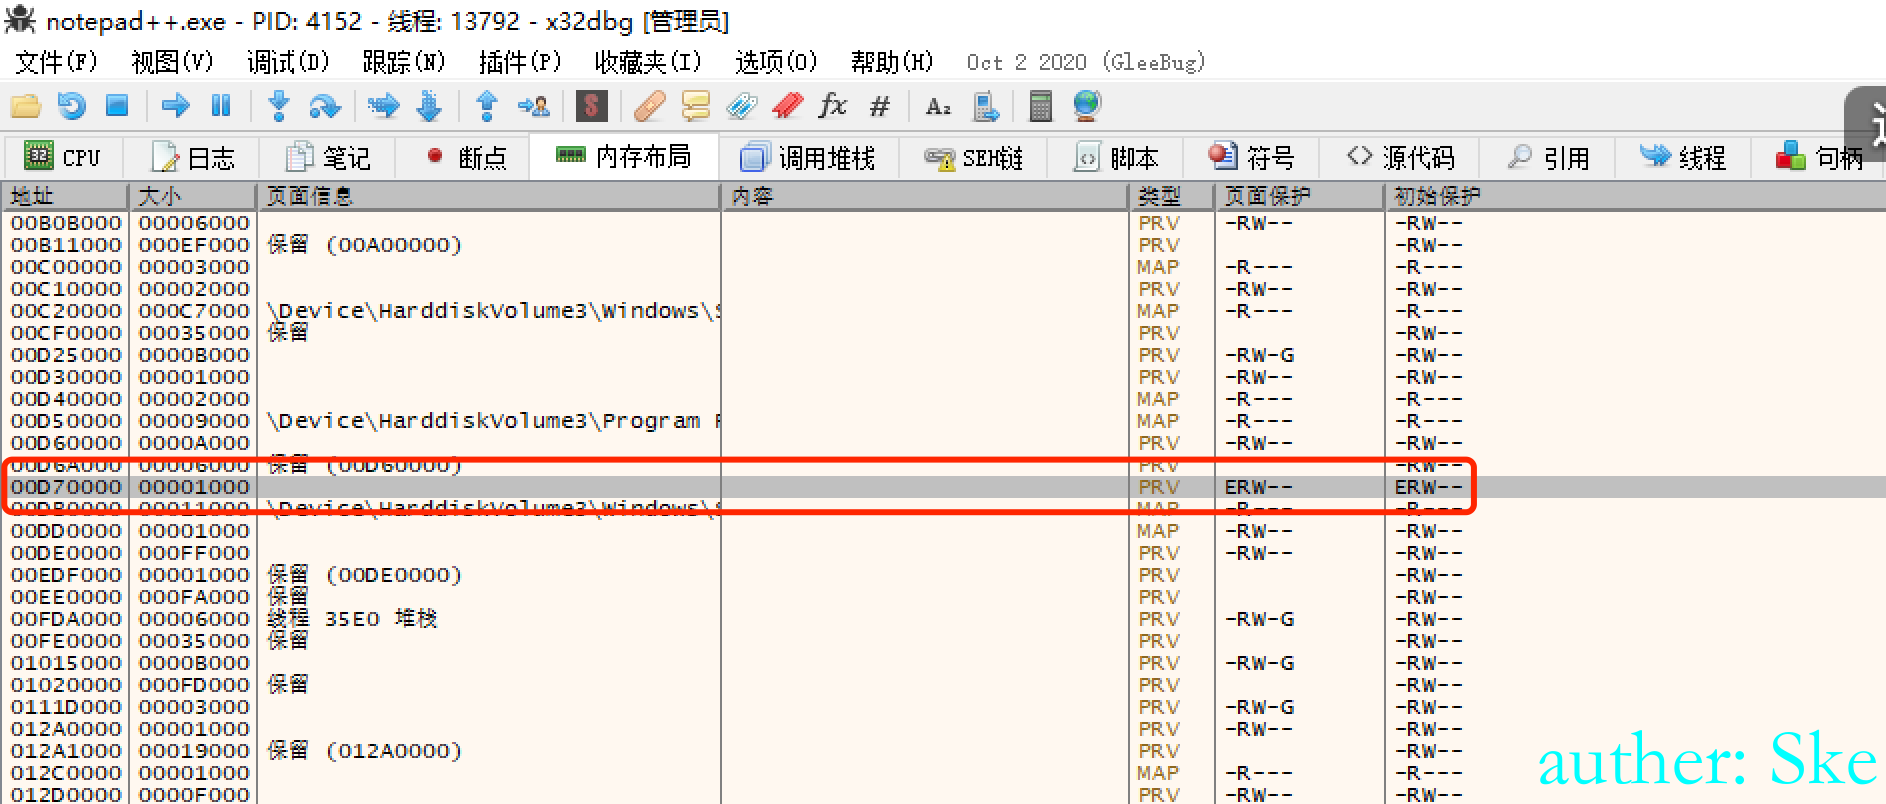 notepad++.exe - PID: 4152 - 线程: 13792 - x32dbg [管理员]
文件(F) 视图(V) 调试(D) 跟踪(N) 插件(P) 收藏夹(I) 选项(O) 帮助(H) Oct 2 2020 (GleeBug)
CPU 日志 笔记 断点 内存布局 调用堆栈 SEH链 脚本 符号 源代码 引用 线程 句柄
地址 大小 页面信息 内容 类型 页面保护 初始保护
00B0B000 00006000 PRV -RW-- -RW--
00B11000 000EF000 保留 (00A00000) PRV -RW--
00C00000 00003000 MAP -R--- -R---
00C10000 00002000 PRV -RW-- -RW--
00C20000 000C7000 \Device\HarddiskVolume3\Windows\S MAP -R--- -R---
00CF0000 00035000 保留 PRV -RW--
00D25000 0000B000 PRV -RW-G -RW--
00D30000 00001000 PRV -RW-- -RW--
00D40000 00002000 MAP -R--- -R---
00D50000 00009000 \Device\HarddiskVolume3\Program F MAP -R--- -R---
00D60000 0000A000 PRV -RW-- -RW--
00D6A000 00006000 保留 (00D60000) PRV -RW--
00D70000 00001000 PRV ERW-- ERW--
00DB0000 00011000 \Device\HarddiskVolume3\Windows\S MAP -R--- -R---
00DD0000 00001000 MAP -RW-- -RW--
00DE0000 000FF000 PRV -RW-- -RW--
00EDF000 00001000 保留 (00DE0000) PRV -RW--
00EE0000 000FA000 保留 PRV -RW--
00FDA000 00006000 线程 35E0 堆栈 PRV -RW-G -RW--
00FE0000 00035000 保留 PRV -RW--
01015000 0000B000 PRV -RW-G -RW--
01020000 000FD000 保留 PRV -RW--
0111D000 00003000 PRV -RW-G -RW--
012A0000 00001000 PRV -RW-- -RW--
012A1000 00019000 保留 (012A0000) PRV -RW--
012C0000 00001000 MAP -R--- -R---
012D0000 0000F000 PRV -RW-- -RW--
auther: Ske